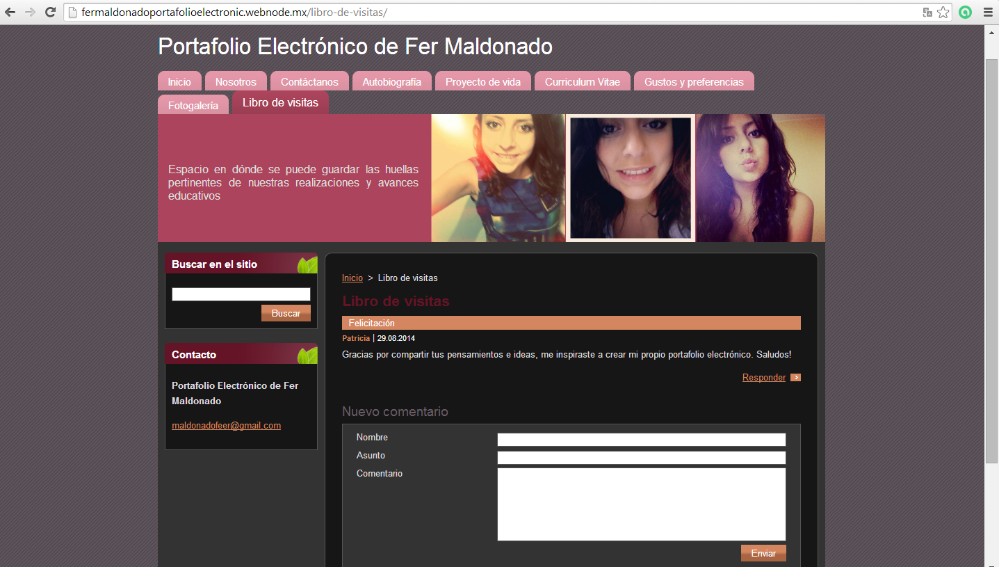 fermaldonadoportafolioelectronic.webnode.mx/libro-de-visitas/
Portafolio Electrónico de Fer Maldonado
Inicio Nosotros Contáctanos Autobiografía Proyecto de vida Curriculum Vitae Gustos y preferencias
Fotogalería Libro de visitas
Espacio en dónde se puede guardar las huellas
pertinentes de nuestras realizaciones y avances
educativos
Buscar en el sitio
Buscar
Contacto
Portafolio Electrónico de Fer
Maldonado
maldonadofeer@gmail.com
Inicio > Libro de visitas
Libro de visitas
Felicitación
Patricia | 29.08.2014
Gracias por compartir tus pensamientos e ideas, me inspiraste a crear mi propio portafolio electrónico. Saludos!
Responder
Nuevo comentario
Nombre
Asunto
Comentario
Enviar